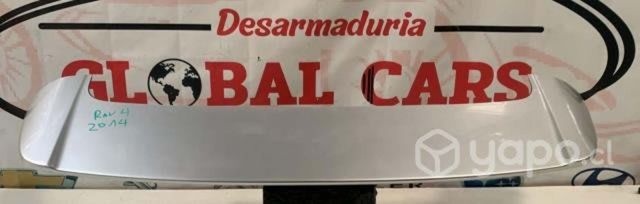 Desarmaduria
GLOBAL CARS
RAV 4
2014
yapo.cl